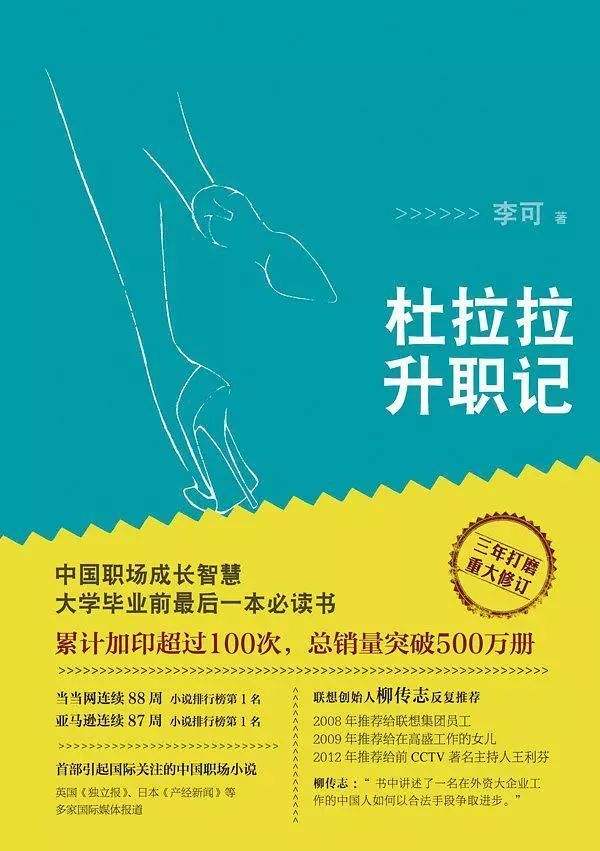 >>>>>> 李可 著
杜拉拉
升职记
三年打磨
重大修订
中国职场成长智慧
大学毕业前最后一本必读书
累计加印超过100次，总销量突破500万册
当当网连续 88 周 小说排行榜第 1 名
亚马逊连续 87 周 小说排行榜第 1 名
首部引起国际关注的中国职场小说
英国《独立报》、日本《产经新闻》等
多家国际媒体报道
联想创始人柳传志反复推荐
2008 年推荐给联想集团员工
2009 年推荐给在高盛工作的女儿
2012 年推荐给前 CCTV 著名主持人王利芬
柳传志：“书中讲述了一名在外资大企业工
作的中国人如何以合法手段争取进步。”